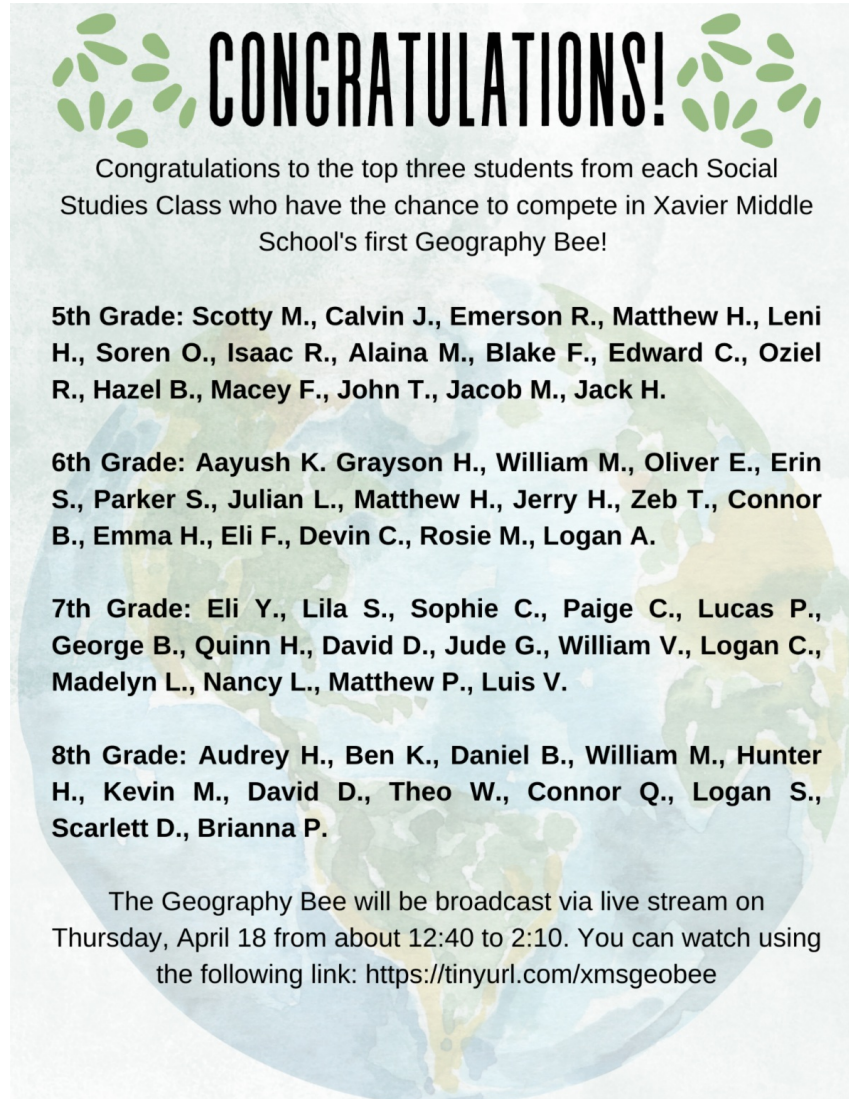 CONGRATULATIONS!
Congratulations to the top three students from each Social
Studies Class who have the chance to compete in Xavier Middle
School's first Geography Bee!
5th Grade: Scotty M., Calvin J., Emerson R., Matthew H., Leni
H., Soren O., Isaac R., Alaina M., Blake F., Edward C., Oziel
R., Hazel B., Macey F., John T., Jacob M., Jack H.
6th Grade: Aayush K. Grayson H., William M., Oliver E., Erin
S., Parker S., Julian L., Matthew H., Jerry H., Zeb T., Connor
B., Emma H., Eli F., Devin C., Rosie M., Logan A.
7th Grade: Eli Y., Lila S., Sophie C., Paige C., Lucas P.,
George B., Quinn H., David D., Jude G., William V., Logan C.,
Madelyn L., Nancy L., Matthew P., Luis V.
8th Grade: Audrey H., Ben K., Daniel B., William M., Hunter
H., Kevin M., David D., Theo W., Connor Q., Logan S.,
Scarlett D., Brianna P.
The Geography Bee will be broadcast via live stream on
Thursday, April 18 from about 12:40 to 2:10. You can watch using
the following link: https://tinyurl.com/xmsgeobee